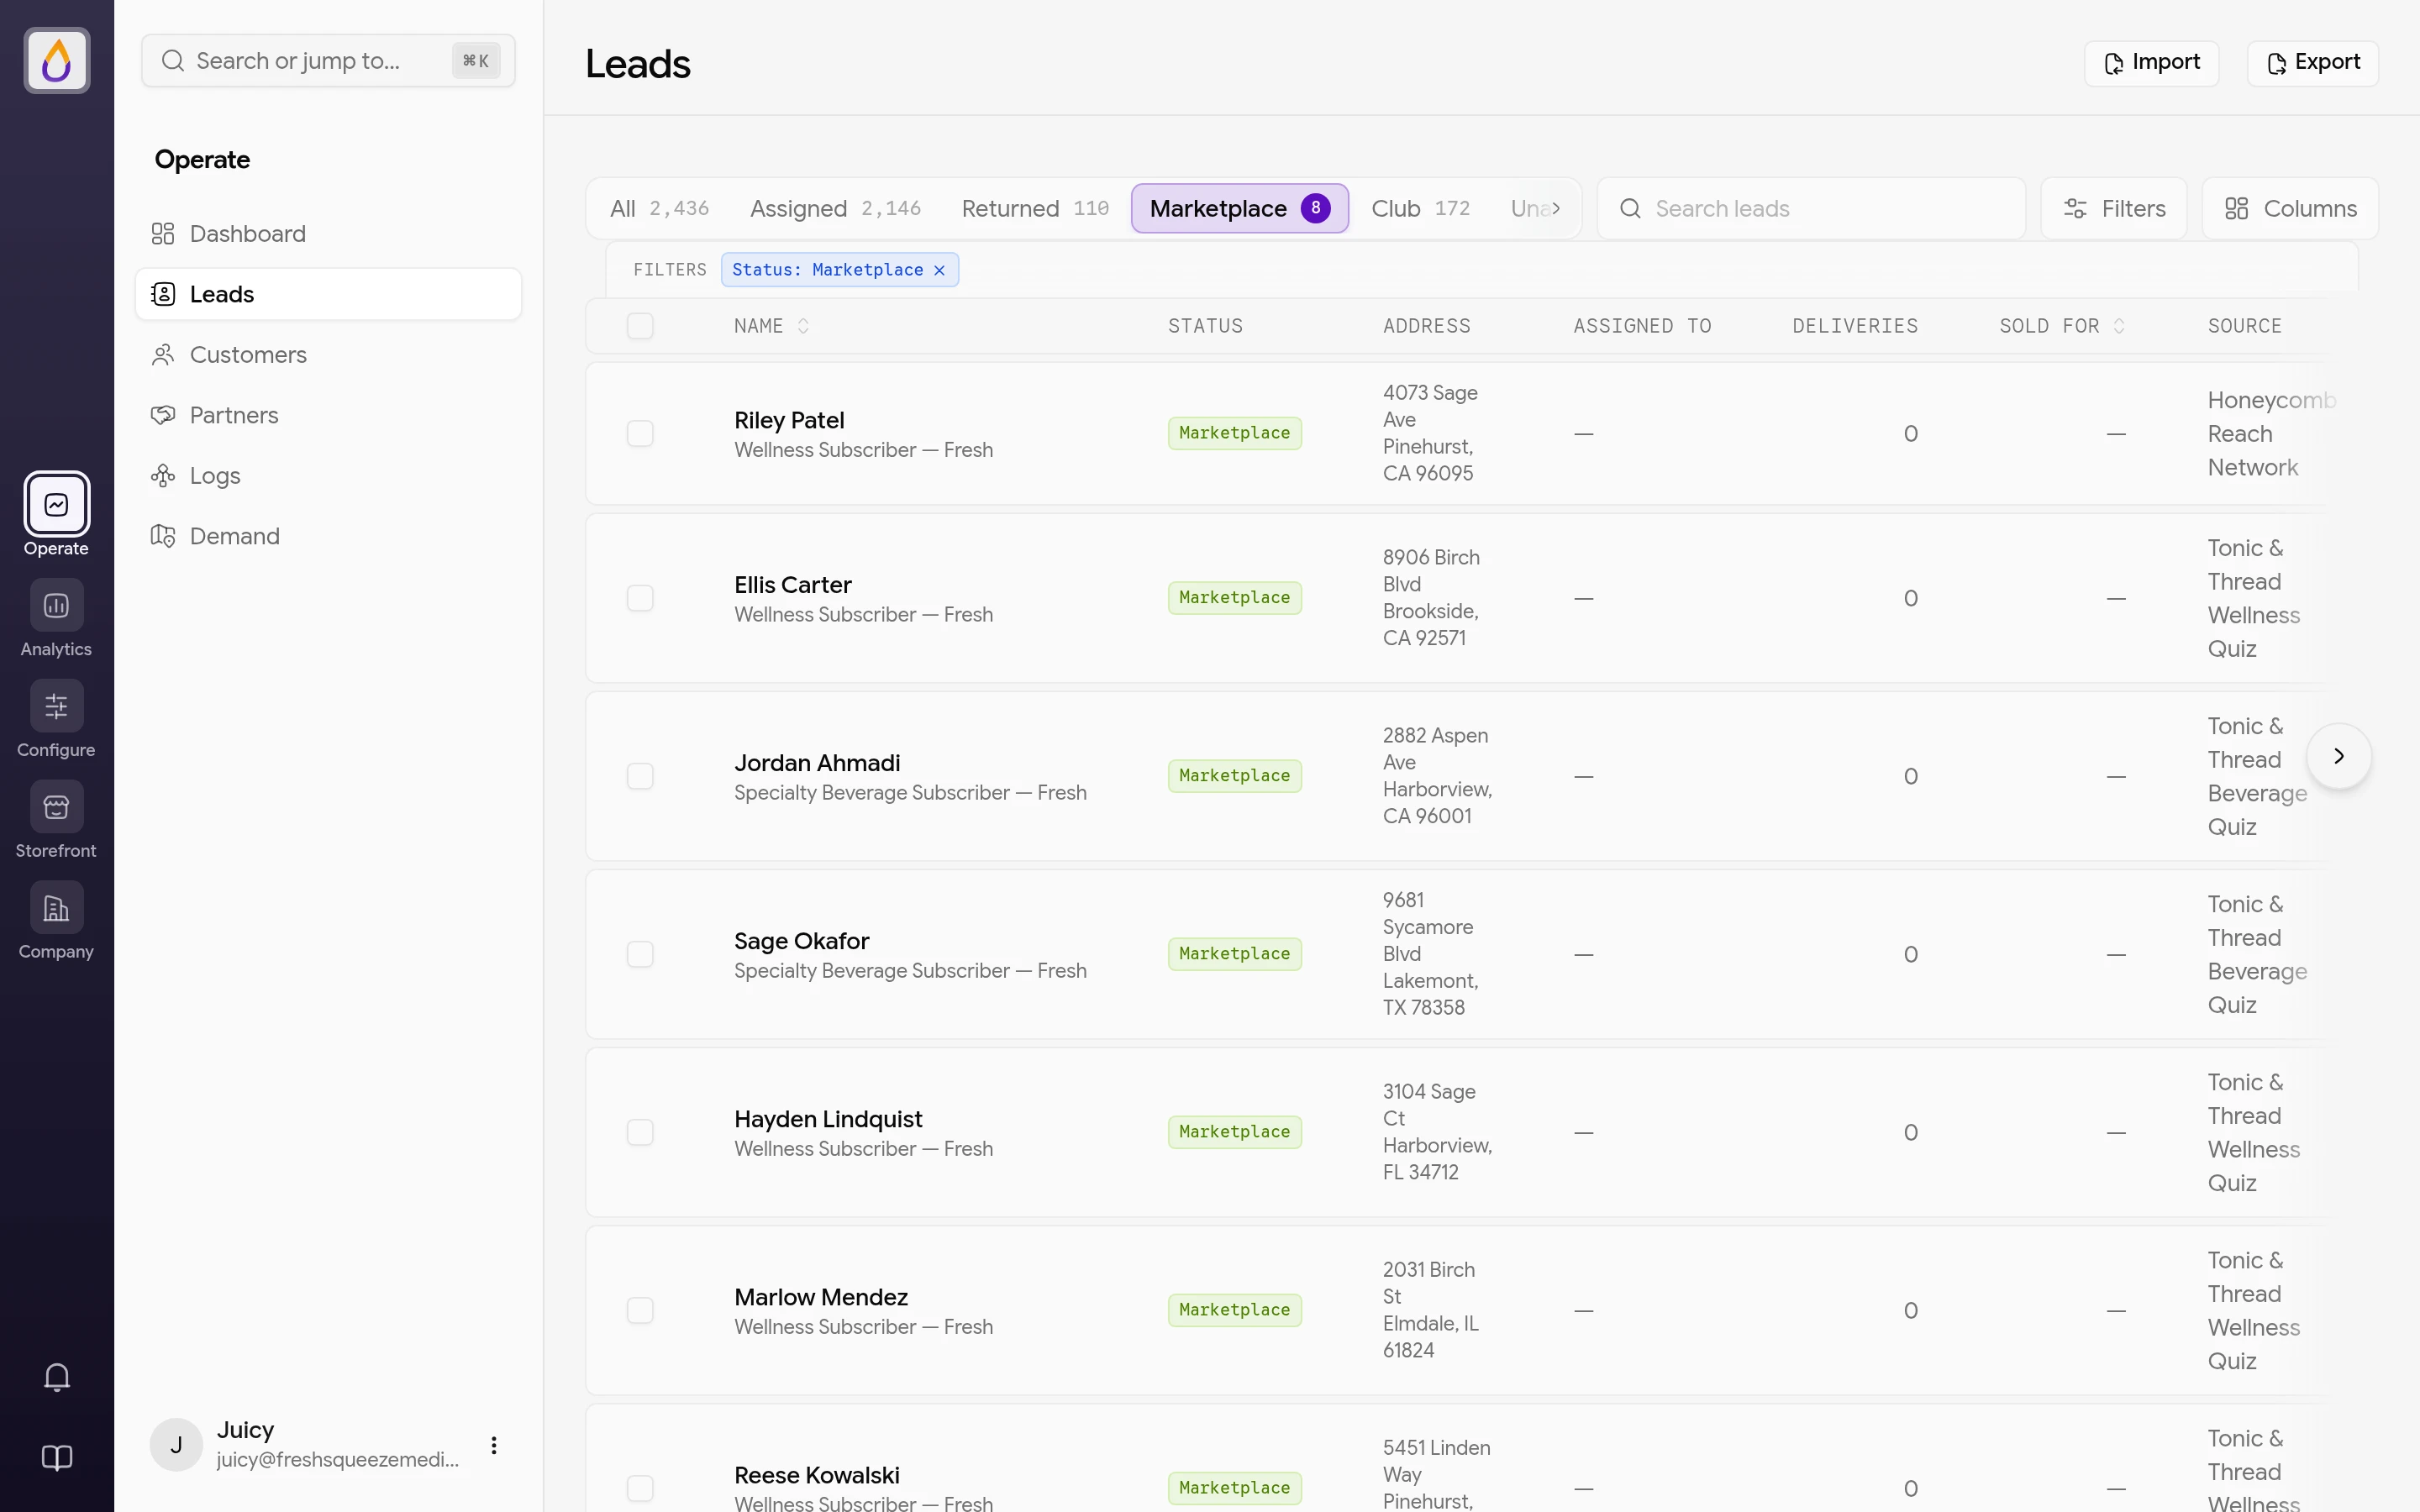 Search or jump to...
⌘K
Operate
Dashboard
Leads
Customers
Partners
Logs
Demand
Operate
Analytics
Configure
Storefront
Company
J
Juicy
juicy@freshsqueezemedi...
Leads
Import
Export
All 2,436
Assigned 2,146
Returned 110
Marketplace 8
Club 172
Una
Search leads
Filters
Columns
FILTERS
Status: Marketplace ×
NAME STATUS ADDRESS ASSIGNED TO DELIVERIES SOLD FOR SOURCE
Riley Patel
Wellness Subscriber — Fresh
Marketplace
4073 Sage
Ave
Pinehurst,
CA 96095
—
0
—
Honeycomb
Reach
Network
Ellis Carter
Wellness Subscriber — Fresh
Marketplace
8906 Birch
Blvd
Brookside,
CA 92571
—
0
—
Tonic &
Thread
Wellness
Quiz
Jordan Ahmadi
Specialty Beverage Subscriber — Fresh
Marketplace
2882 Aspen
Ave
Harborview,
CA 96001
—
0
—
Tonic &
Thread
Beverage
Quiz
Sage Okafor
Specialty Beverage Subscriber — Fresh
Marketplace
9681
Sycamore
Blvd
Lakemont,
TX 78358
—
0
—
Tonic &
Thread
Beverage
Quiz
Hayden Lindquist
Wellness Subscriber — Fresh
Marketplace
3104 Sage
Ct
Harborview,
FL 34712
—
0
—
Tonic &
Thread
Wellness
Quiz
Marlow Mendez
Wellness Subscriber — Fresh
Marketplace
2031 Birch
St
Elmdale, IL
61824
—
0
—
Tonic &
Thread
Wellness
Quiz
Reese Kowalski
Wellness Subscriber — Fresh
Marketplace
5451 Linden
Way
Pinehurst,
—
0
—
Tonic &
Thread
Wellness